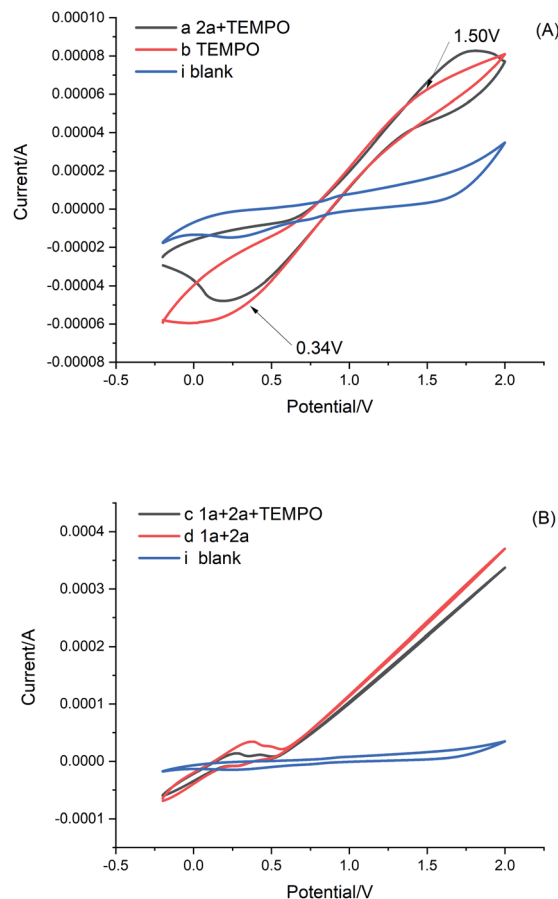 (A)
a 2a+TEMPO
b TEMPO
i blank
1.50V
0.34V
0.00010
0.00008
0.00006
0.00004
0.00002
0.00000
-0.00002
-0.00004
-0.00006
-0.00008
Current/A
-0.5 0.0 0.5 1.0 1.5 2.0
Potential/V
(B)
c 1a+2a+TEMPO
d 1a+2a
i blank
0.0004
0.0003
0.0002
0.0001
0.0000
-0.0001
Current/A
-0.5 0.0 0.5 1.0 1.5 2.0
Potential/V